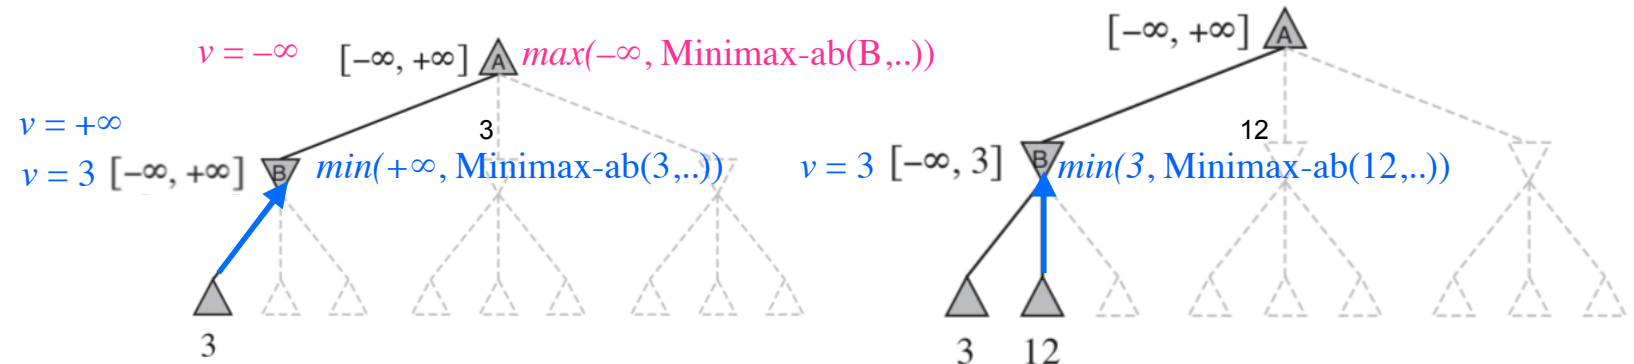 v = −∞ [−∞, +∞] A max(−∞, Minimax-ab(B,..))
v = +∞
3
v = 3 [−∞, +∞] B min(+∞, Minimax-ab(3,..))
3
[−∞, +∞] A
12
v = 3 [−∞, 3] B min(3, Minimax-ab(12,..))
3 12